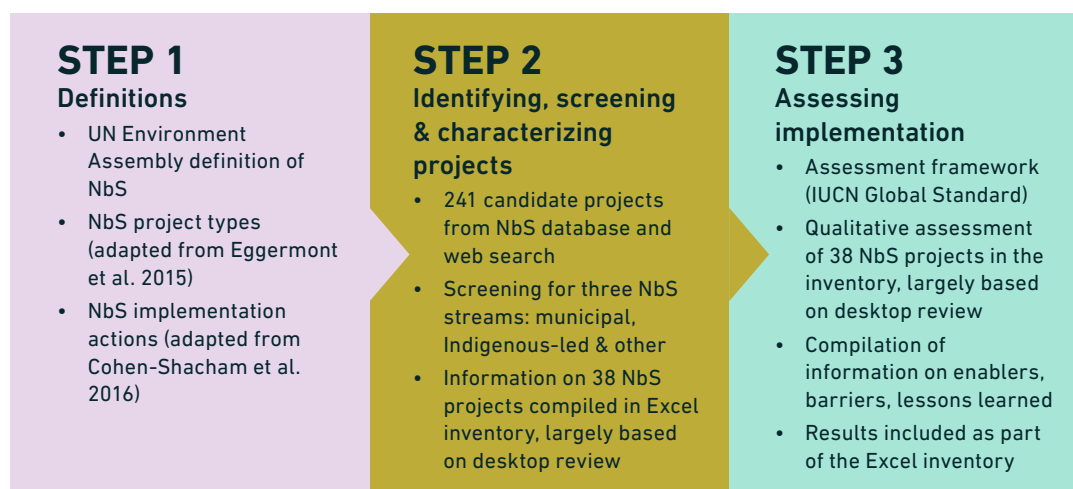 STEP 1
Definitions
• UN Environment
Assembly definition of
NbS
• NbS project types
(adapted from Eggermont
et al. 2015)
• NbS implementation
actions (adapted from
Cohen-Shacham et al.
2016)
STEP 2
Identifying, screening
& characterizing
projects
• 241 candidate projects
from NbS database and
web search
• Screening for three NbS
streams: municipal,
Indigenous-led & other
• Information on 38 NbS
projects compiled in Excel
inventory, largely based
on desktop review
STEP 3
Assessing
implementation
• Assessment framework
(IUCN Global Standard)
• Qualitative assessment
of 38 NbS projects in the
inventory, largely based
on desktop review
• Compilation of
information on enablers,
barriers, lessons learned
• Results included as part
of the Excel inventory